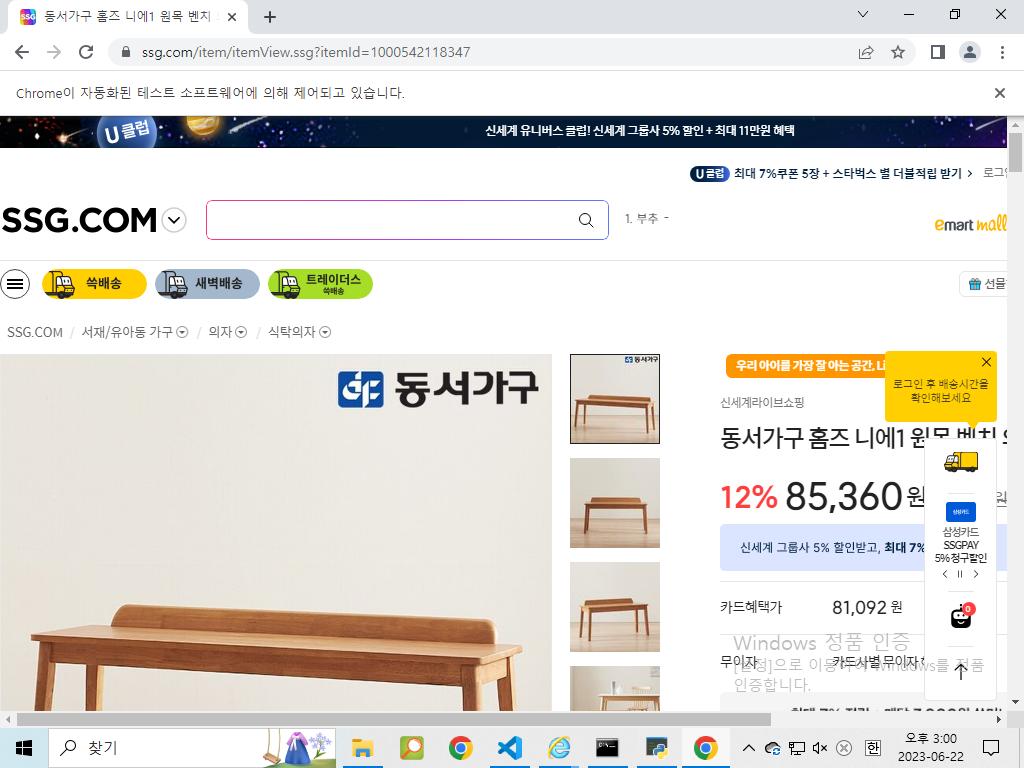 동서가구 홈즈 니에1 원목 벤치
ssg.com/item/itemView.ssg?itemId=1000542118347
Chrome이 자동화된 테스트 소프트웨어에 의해 제어되고 있습니다.
U클럽
신세계 유니버스 클럽! 신세계 그룹사 5% 할인 + 최대 11만원 혜택
U클럽 최대 7%쿠폰 5장 + 스타벅스 별 더블적립 받기 >
SSG.COM
1. 부추 -
emart mall
쓱배송
새벽배송
트레이더스
쓱배송
선물
SSG.COM / 서재/유아동 가구 / 의자 / 식탁의자
동서가구
동서가구
우리 아이를 가장 잘 아는 공간,
로그인 후 배송시간을
확인해보세요
신세계라이브쇼핑
동서가구 홈즈 니에1 원목 벤치
12% 85,360원
삼성카드
삼성카드
SSGPAY
5% 청구할인
신세계 그룹사 5% 할인받고, 최대 7%
카드혜택가 81,092 원
0
무이자 카드사별 무이자
Windows 정품 인증
[설정]으로 이동하여 Windows를 정품
인증합니다.
찾기
한
오후 3:00
2023-06-22